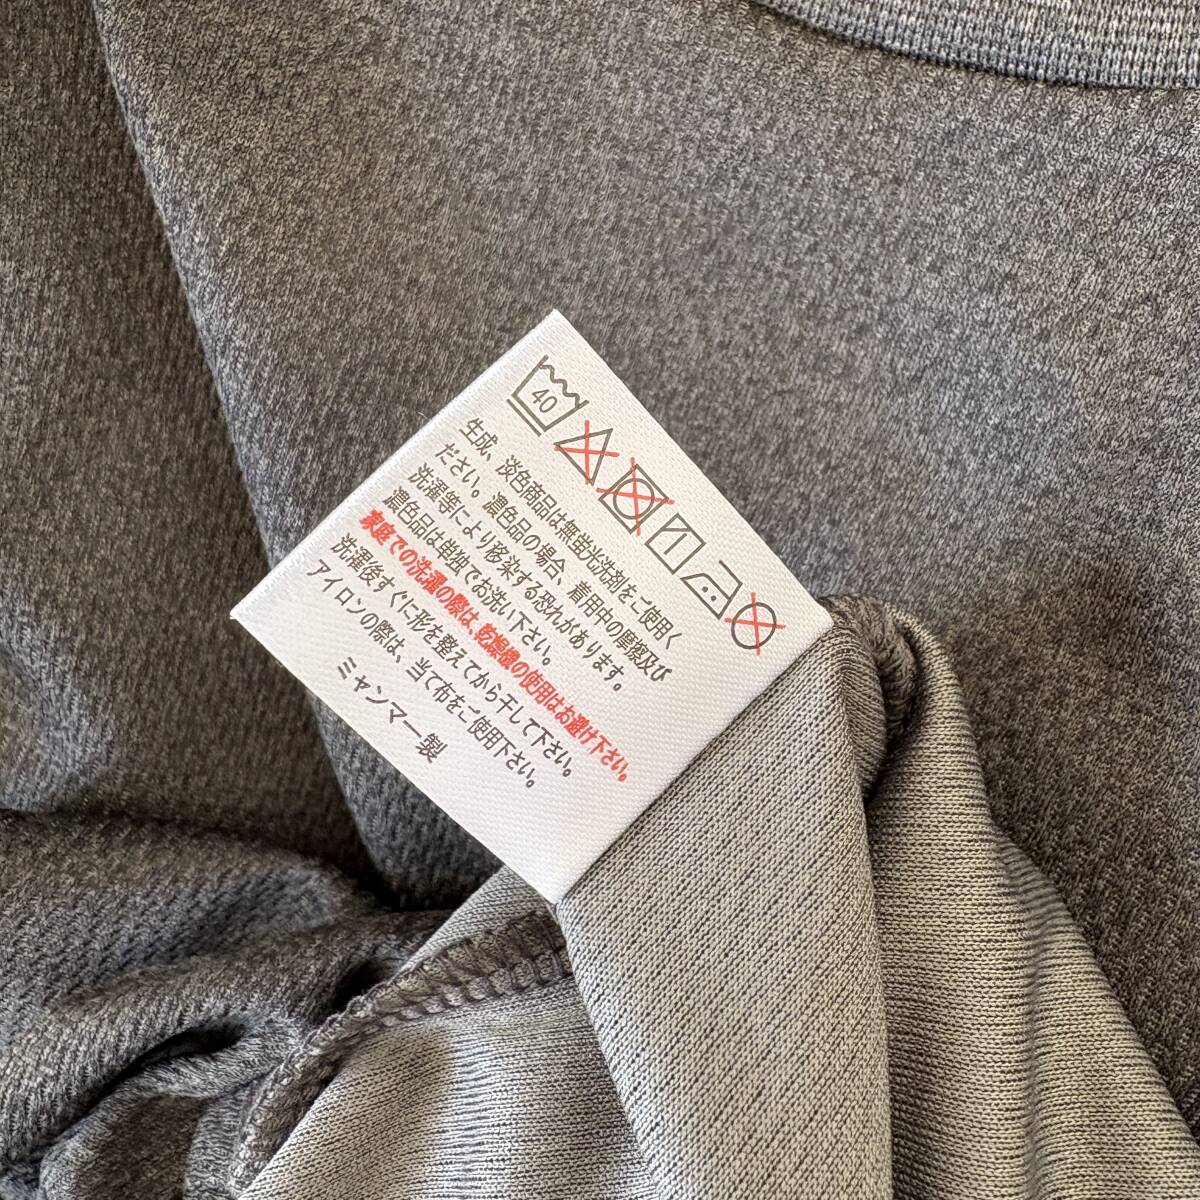 40
生成、淡色商品は無蛍光洗剤をご使用く
ださい。濃色品の場合、着用中の摩擦及び
洗濯等により移染する恐れがあります。
濃色品は単独でお洗い下さい。
家庭での洗濯の際は、乾燥機の使用はお避け下さい。
洗濯後すぐに形を整えてから干して下さい。
アイロンの際は、当て布をご使用下さい。
ミャンマー製